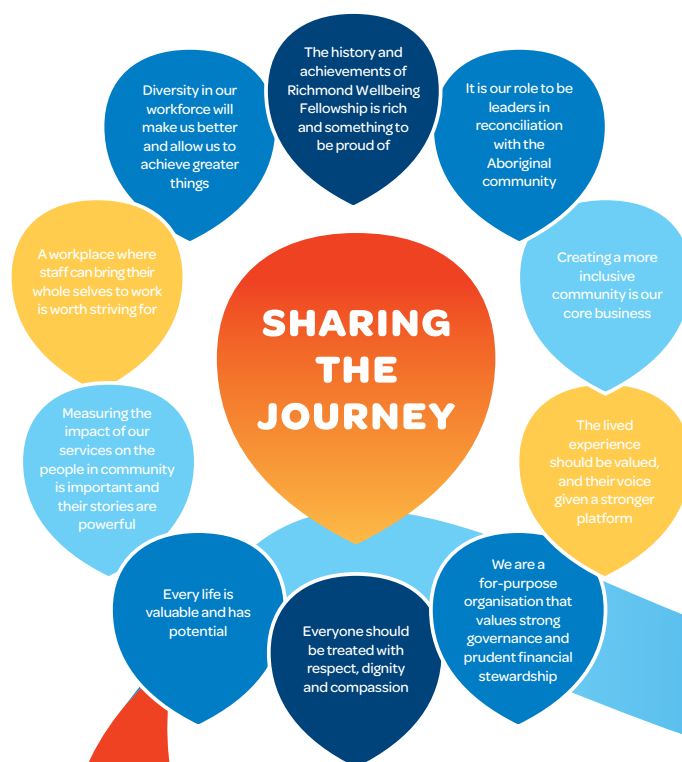 The history and
achievements of
Richmond Wellbeing
Fellowship is rich
and something to
be proud of
It is our role to be
leaders in
reconciliation
with the
Aboriginal
community
Creating a more
inclusive
community is our
core business
The lived
experience
should be valued,
and their voice
given a stronger
platform
We are a
for-purpose
organisation that
values strong
governance and
prudent financial
stewardship
Everyone should
be treated with
respect, dignity
and compassion
Every life is
valuable and has
potential
Measuring the
impact of our
services on the
people in community
is important and
their stories are
powerful
A workplace where
staff can bring their
whole selves to work
is worth striving for
Diversity in our
workforce will
make us better
and allow us to
achieve greater
things
SHARING
THE
JOURNEY